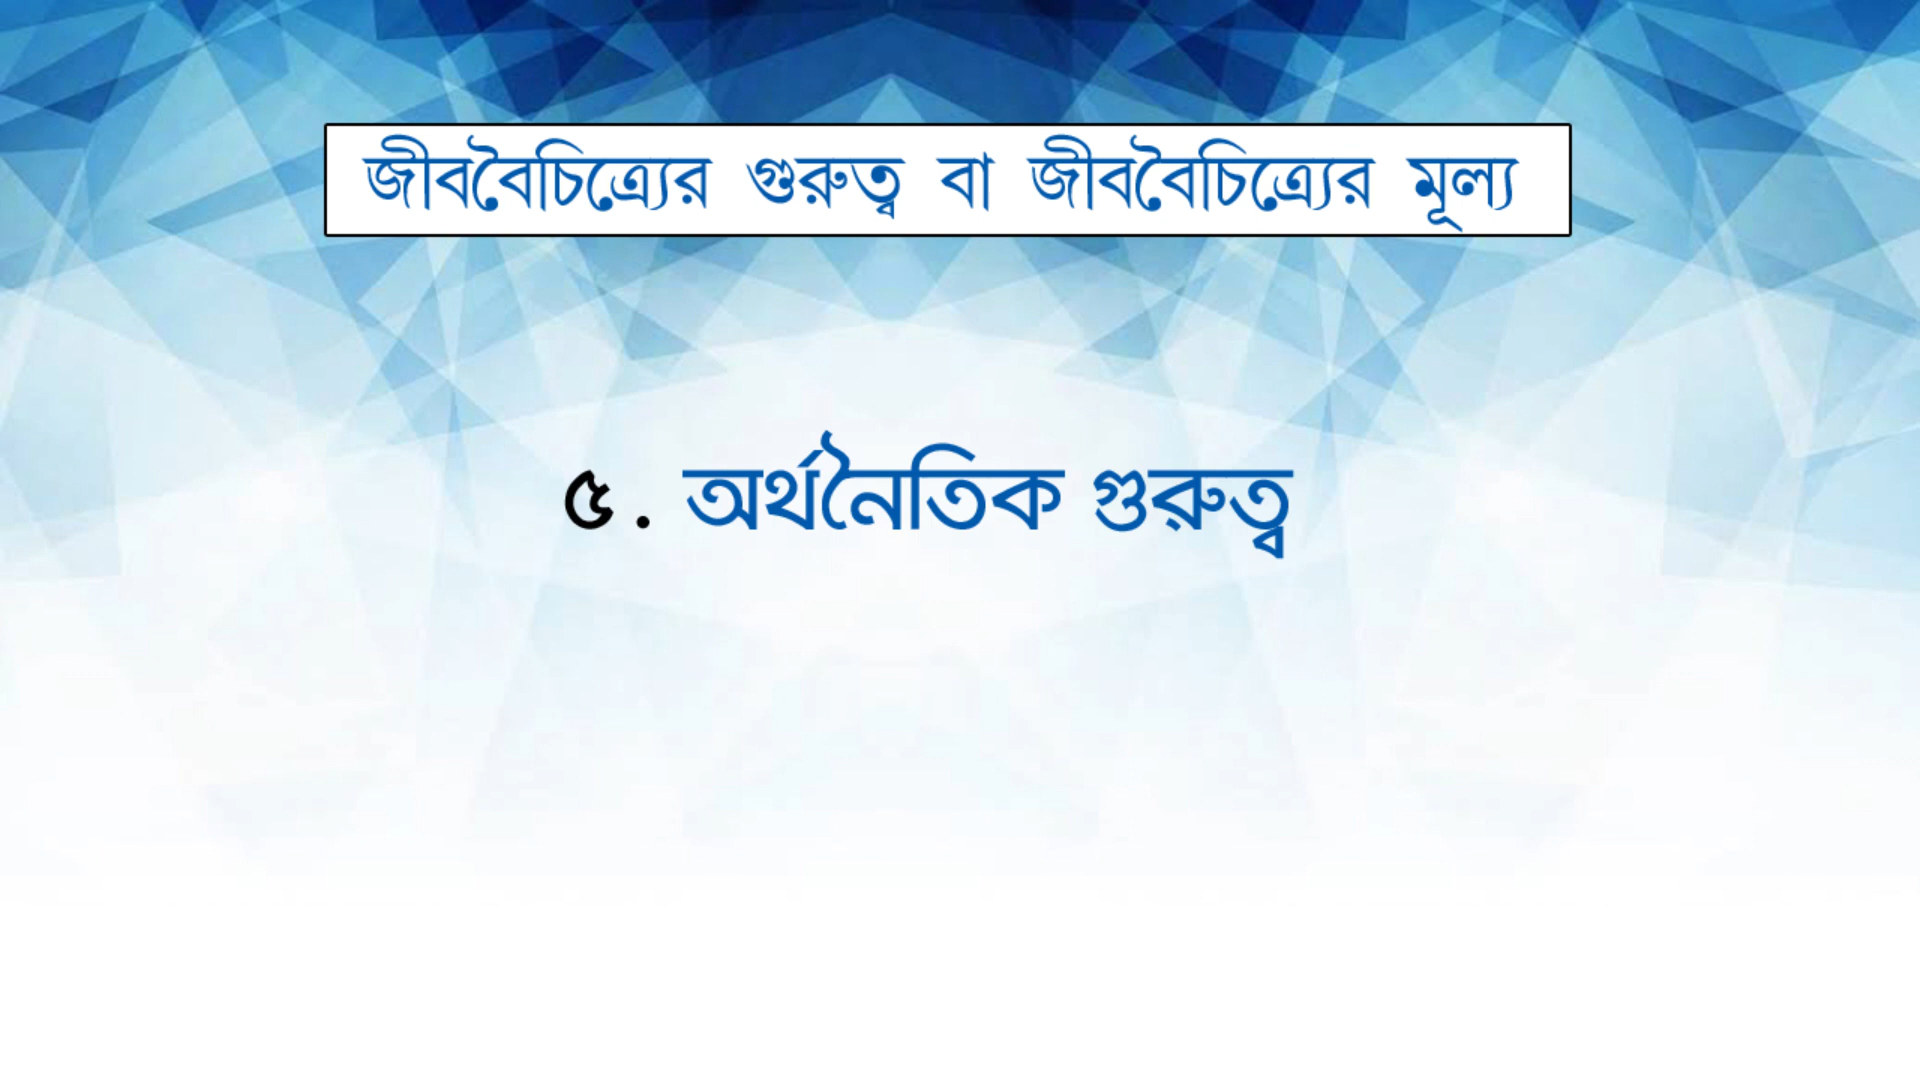 জীববৈচিত্র্যের গুরুত্ব বা জীববৈচিত্র্যের মূল্য
৫. অর্থনৈতিক গুরুত্ব